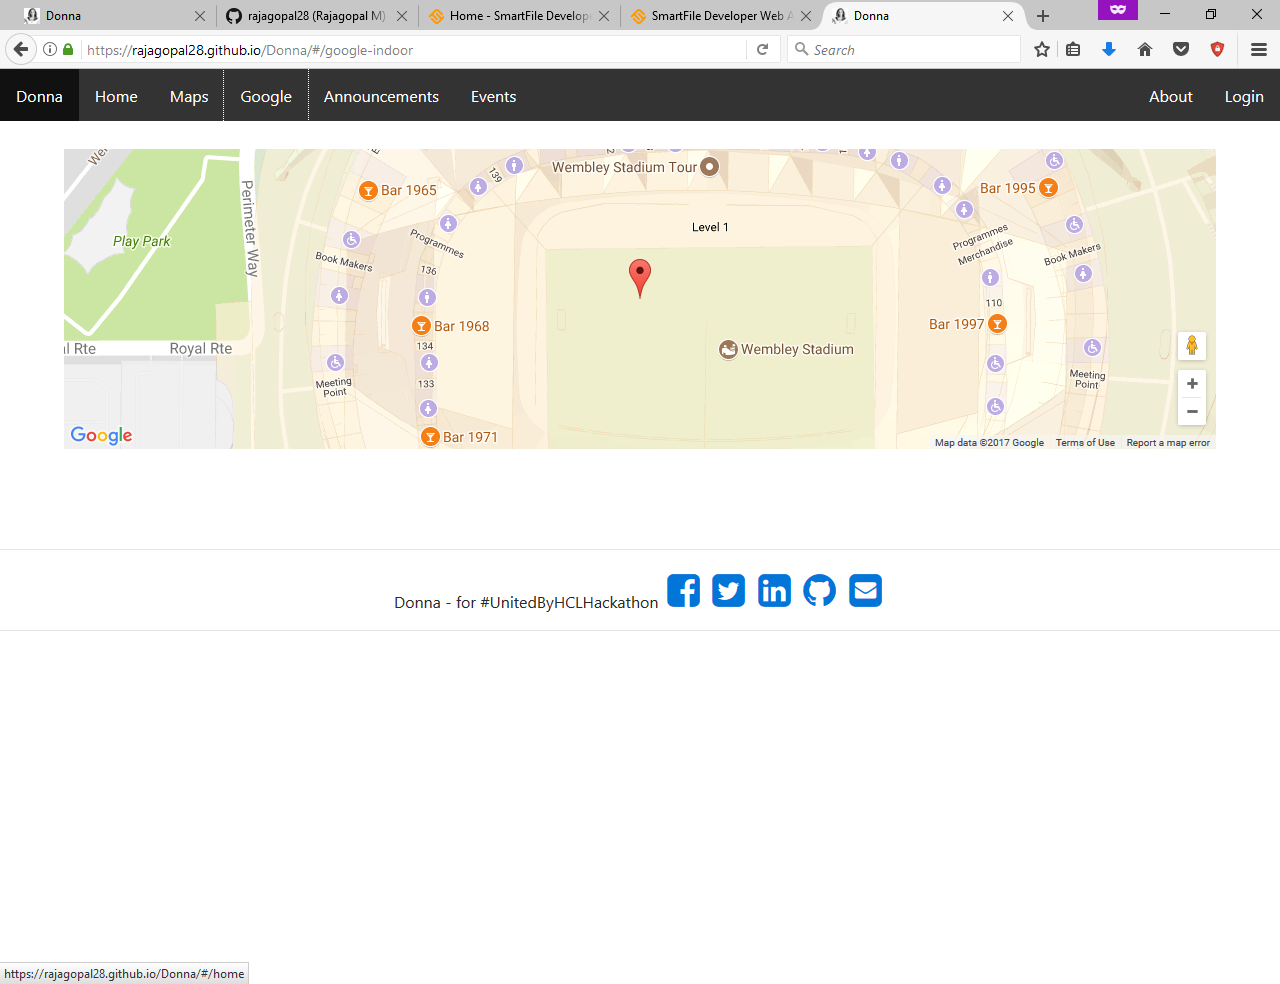 Donna
rajagopal28 (Rajagopal M)
Home - SmartFile Develope
SmartFile Developer Web A
Donna
https://rajagopal28.github.io/Donna/#/google-indoor
Search
Donna Home Maps Google Announcements Events About Login
Wembley Stadium Tour
139
Bar 1965
Bar 1995
Level 1
Perimeter Way
Play Park
Programmes
Programmes
Merchandise
Book Makers
Book Makers
136
110
Bar 1968
Bar 1997
134
Royal Rte
Wembley Stadium
133
Meeting
Point
Meeting
Point
Google
Bar 1971
Map data ©2017 Google Terms of Use Report a map error
Donna - for #UnitedByHCLHackathon
https://rajagopal28.github.io/Donna/#/home